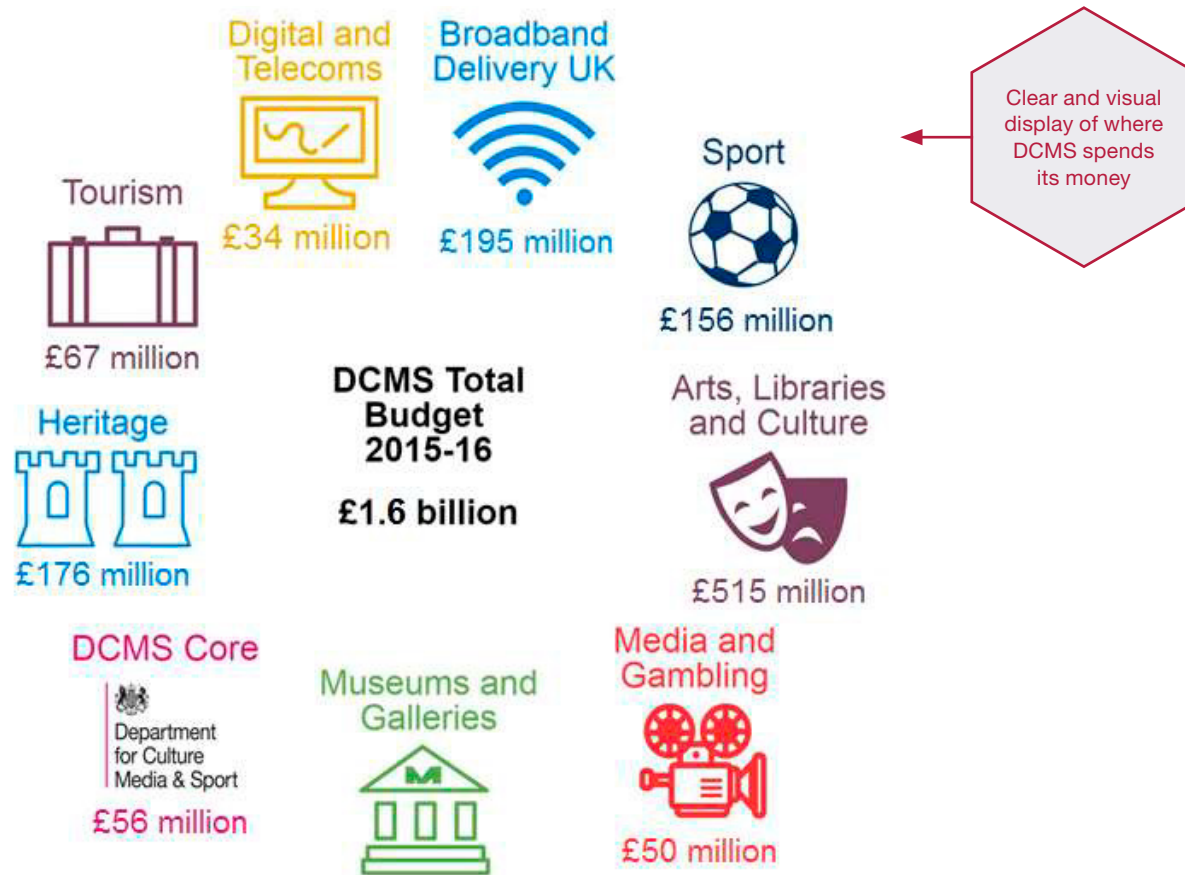 Digital and
Telecoms
£34 million
Broadband
Delivery UK
£195 million
Sport
£156 million
Clear and visual
display of where
DCMS spends
its money
Tourism
£67 million
DCMS Total
Budget
2015-16
£1.6 billion
Arts, Libraries
and Culture
£515 million
Heritage
£176 million
DCMS Core
Department
for Culture
Media & Sport
£56 million
Museums and
Galleries
M
Media and
Gambling
£50 million